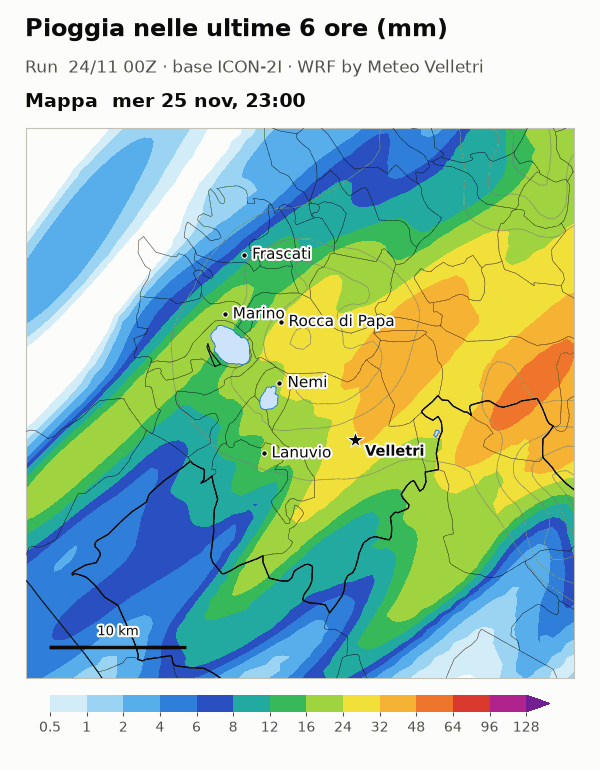 Pioggia nelle ultime 6 ore (mm)
Run  24/11 00Z · base ICON-2I · WRF by Meteo Velletri
Mappa  mer 25 nov, 23:00
Frascati
Marino
Rocca di Papa
Nemi
Velletri
Lanuvio
10 km
0.5 1 2 4 6 8 12 16 24 32 48 64 96 128